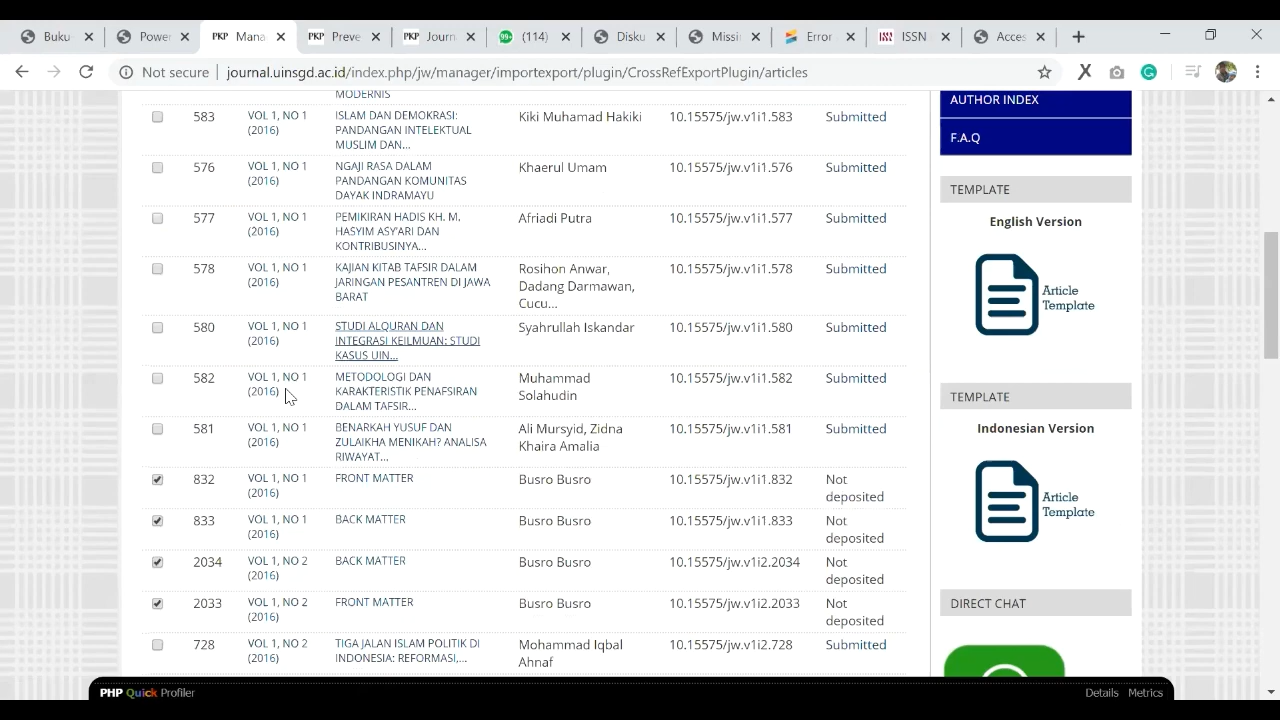 Buku
Power
PKP Mana
PKP Preve
PKP Journ
99+ (114)
Disku
Missi
Error
ISSN
Acces
Not secure | journal.uinsgd.ac.id/index.php/jw/manager/importexport/plugin/CrossRefExportPlugin/articles
MODERNIS
583 VOL 1, NO 1 (2016) ISLAM DAN DEMOKRASI: Kiki Muhamad Hakiki 10.15575/jw.v1i1.583 Submitted
PANDANGAN INTELEKTUAL
MUSLIM DAN...
576 VOL 1, NO 1 (2016) NGAJI RASA DALAM Khaerul Umam 10.15575/jw.v1i1.576 Submitted
PANDANGAN KOMUNITAS
DAYAK INDRAMAYU
577 VOL 1, NO 1 (2016) PEMIKIRAN HADIS KH. M. Afriadi Putra 10.15575/jw.v1i1.577 Submitted
HASYIM ASY'ARI DAN
KONTRIBUSINYA...
578 VOL 1, NO 1 (2016) KAJIAN KITAB TAFSIR DALAM Rosihon Anwar, 10.15575/jw.v1i1.578 Submitted
JARINGAN PESANTREN DI JAWA Dadang Darmawan,
BARAT Cucu...
580 VOL 1, NO 1 (2016) STUDI ALQURAN DAN Syahrullah Iskandar 10.15575/jw.v1i1.580 Submitted
INTEGRASI KEILMUAN: STUDI
KASUS UIN...
582 VOL 1, NO 1 (2016) METODOLOGI DAN Muhammad 10.15575/jw.v1i1.582 Submitted
KARAKTERISTIK PENAFSIRAN Solahudin
DALAM TAFSIR...
581 VOL 1, NO 1 (2016) BENARKAH YUSUF DAN Ali Mursyid, Zidna 10.15575/jw.v1i1.581 Submitted
ZULAIKHA MENIKAH? ANALISA Khaira Amalia
RIWAYAT...
832 VOL 1, NO 1 (2016) FRONT MATTER Busro Busro 10.15575/jw.v1i1.832 Not deposited
833 VOL 1, NO 1 (2016) BACK MATTER Busro Busro 10.15575/jw.v1i1.833 Not deposited
2034 VOL 1, NO 2 (2016) BACK MATTER Busro Busro 10.15575/jw.v1i2.2034 Not deposited
2033 VOL 1, NO 2 (2016) FRONT MATTER Busro Busro 10.15575/jw.v1i2.2033 Not deposited
728 VOL 1, NO 2 (2016) TIGA JALAN ISLAM POLITIK DI Mohammad Iqbal 10.15575/jw.v1i2.728 Submitted
INDONESIA: REFORMASI,... Ahnaf
AUTHOR INDEX
F.A.Q
TEMPLATE
English Version
Article
Template
TEMPLATE
Indonesian Version
Article
Template
DIRECT CHAT
PHP Quick Profiler
Details Metrics